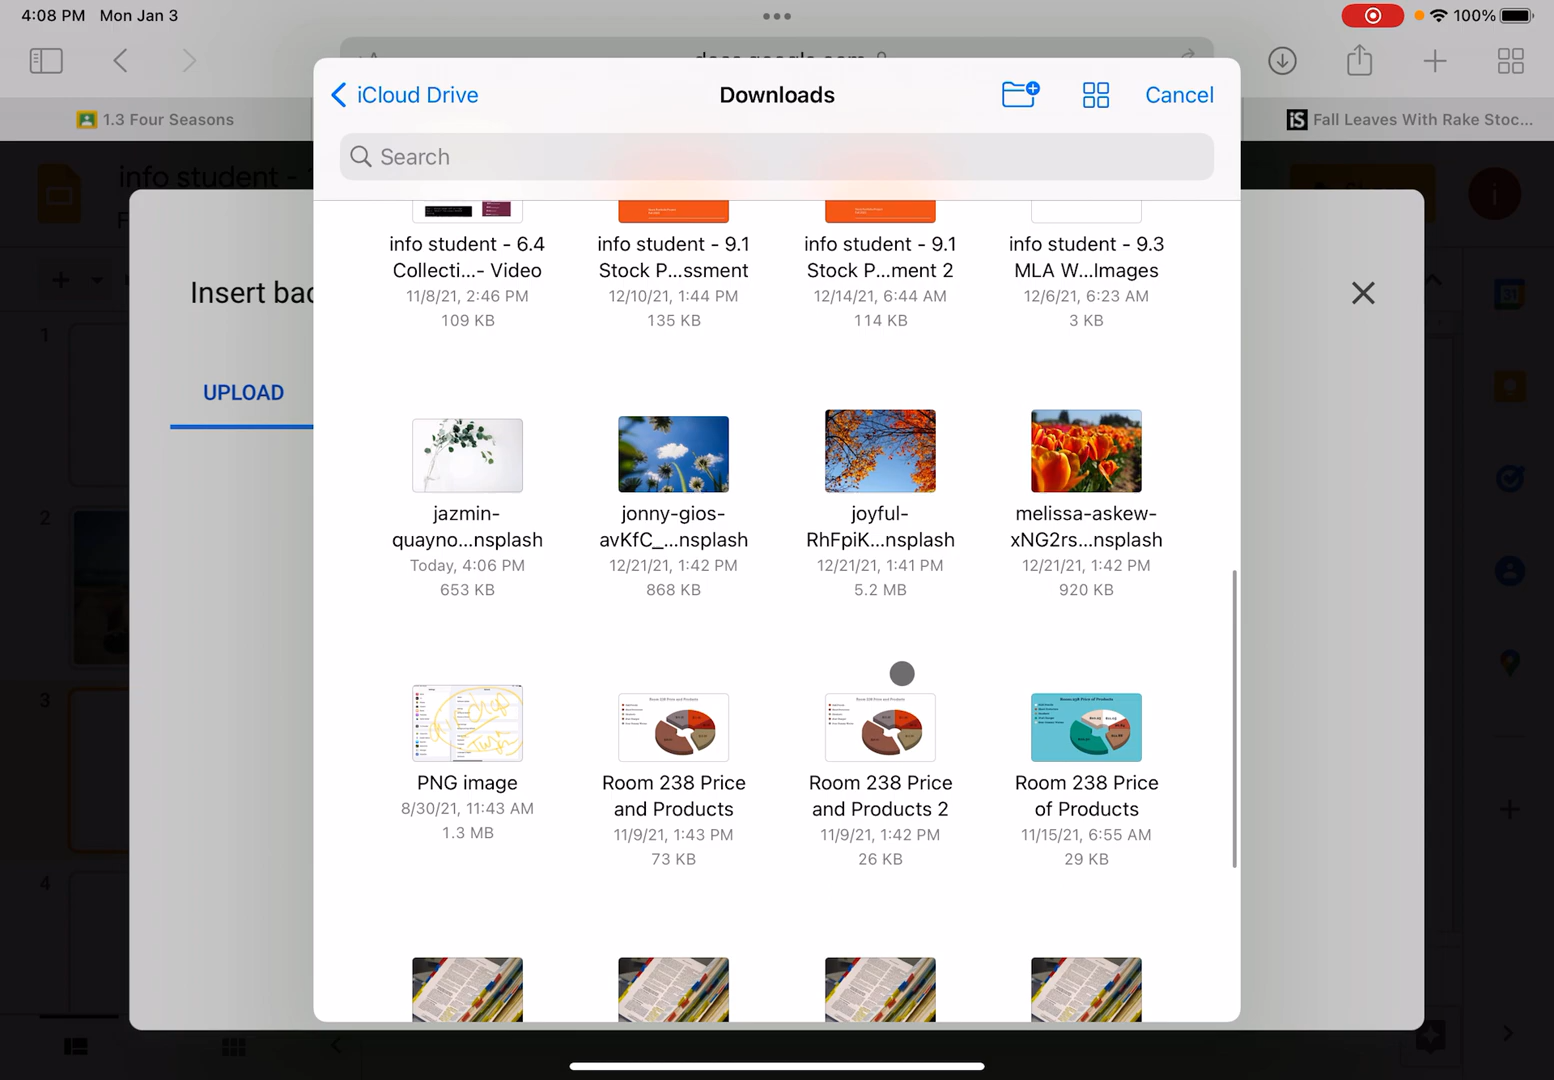 4:08 PM Mon Jan 3
100%
iCloud Drive
Downloads
Cancel
1.3 Four Seasons
Fall Leaves With Rake Stoc...
Search
info student -
Insert bac
UPLOAD
1
2
3
4
info student - 6.4
Collecti...- Video
11/8/21, 2:46 PM
109 KB
info student - 9.1
Stock P...ssment
12/10/21, 1:44 PM
135 KB
info student - 9.1
Stock P...ment 2
12/14/21, 6:44 AM
114 KB
info student - 9.3
MLA W...Images
12/6/21, 6:23 AM
3 KB
jazmin-
quayno...nsplash
Today, 4:06 PM
653 KB
jonny-gios-
avKfC_...nsplash
12/21/21, 1:42 PM
868 KB
joyful-
RhFpiK...nsplash
12/21/21, 1:41 PM
5.2 MB
melissa-askew-
xNG2rs...nsplash
12/21/21, 1:42 PM
920 KB
PNG image
8/30/21, 11:43 AM
1.3 MB
Room 238 Price
and Products
11/9/21, 1:43 PM
73 KB
Room 238 Price
and Products 2
11/9/21, 1:42 PM
26 KB
Room 238 Price
of Products
11/15/21, 6:55 AM
29 KB